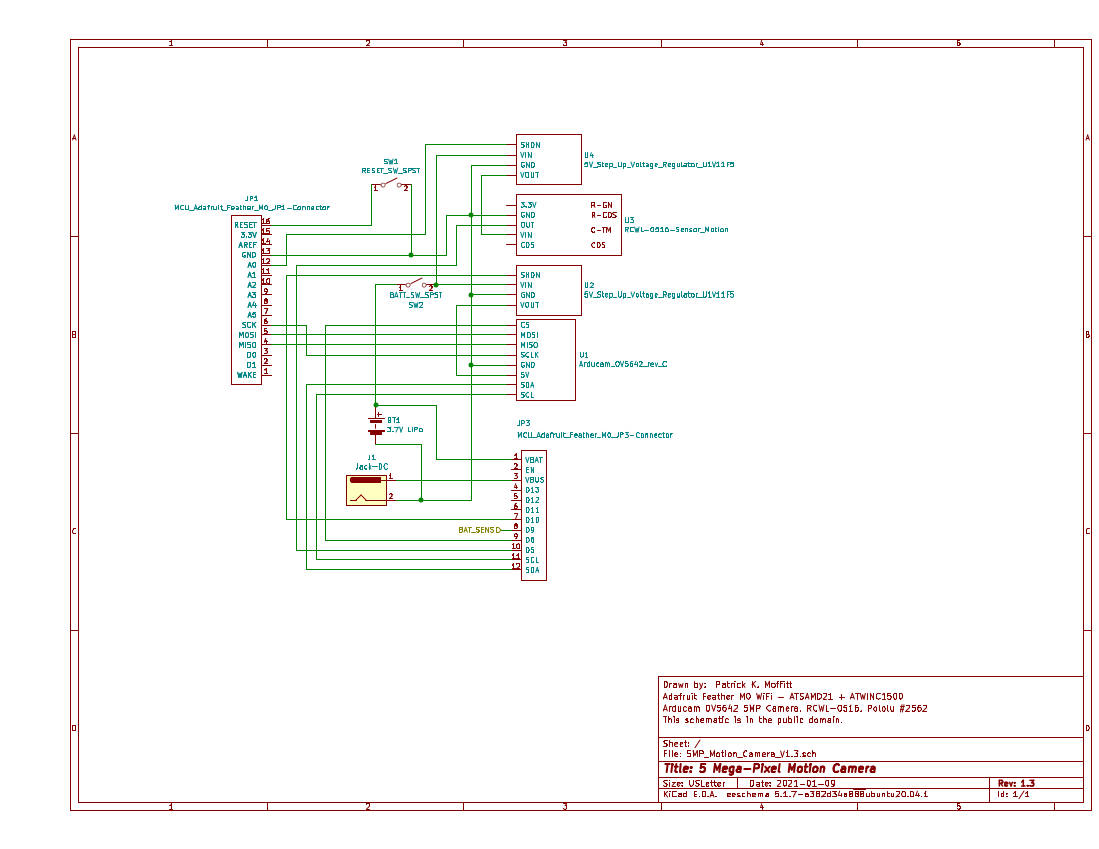 1 2 3 4 5
A A
SW1
RESET_SW_SPST
1 2
SHDN
VIN
GND
VOUT
U4
5V_Step_Up_Voltage_Regulator_U1V11F5
JP1
MCU_Adafruit_Feather_M0_JP1-Connector
RESET 16
3.3V 15
AREF 14
GND 13
A0 12
A1 11
A2 10
A3 9
A4 8
A5 7
SCK 6
MOSI 5
MISO 4
D0 3
D1 2
WAKE 1
3.3V R-GN
GND R-CDS
OUT C-TM
VIN
CDS CDS
U3
RCWL-0516-Sensor_Motion
1 2
BATT_SW_SPST
SW2
SHDN
VIN
GND
VOUT
U2
5V_Step_Up_Voltage_Regulator_U1V11F5
B B
CS
MOSI
MISO
SCLK
GND
5V
SDA
SCL
U1
Arducam_OV5642_rev_C
+
BT1
3.7V LiPo
J1
Jack-DC
1
2
JP3
MCU_Adafruit_Feather_M0_JP3-Connector
1 VBAT
2 EN
3 VBUS
4 D13
5 D12
6 D11
7 D10
BAT_SENS 8 D9
9 D6
10 D5
11 SCL
12 SDA
C C
D D
Drawn by: Patrick K. Moffitt
Adafruit Feather M0 WiFi - ATSAMD21 + ATWINC1500
Arducam OV5642 5MP Camera, RCWL-0516, Pololu #2562
This schematic is in the public domain.
Sheet: /
File: 5MP_Motion_Camera_V1.3.sch
Title: 5 Mega-Pixel Motion Camera
Size: USLetter Date: 2021-01-09 Rev: 1.3
KiCad E.D.A. eeschema Id: 1/1
1 2 3 4 5